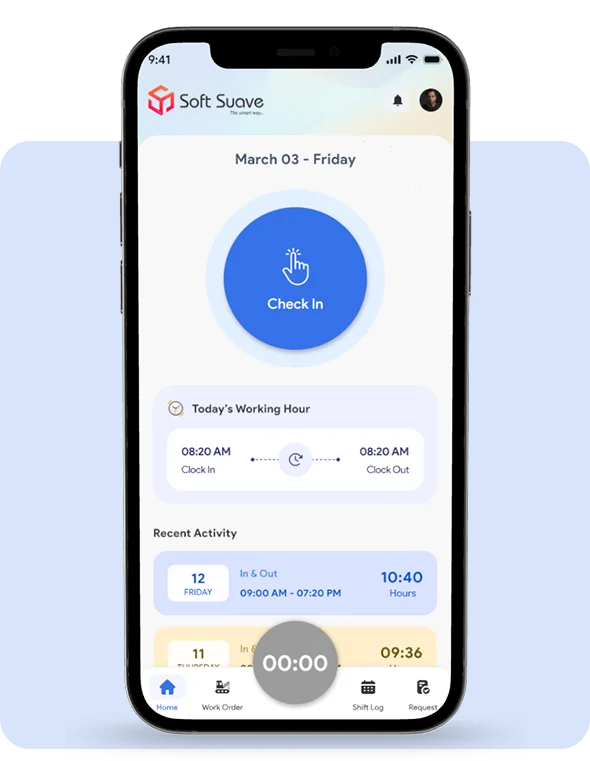 9:41
Soft Suave
The smart way...
March 03 - Friday
Check In
Today's Working Hour
08:20 AM
08:20 AM
Clock In
Clock Out
Recent Activity
12
FRIDAY
In & Out
09:00 AM - 07:20 PM
10:40
Hours
11
THURSDAY
09:36
00:00
Home
Work Order
Shift Log
Request